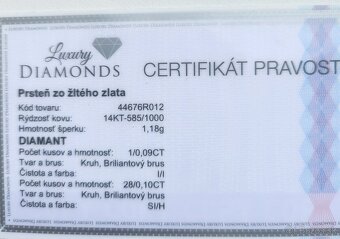 Luxury
DIAMONDS
CERTIFIKÁT PRAVOST
Prsteň zo žltého zlata
Kód tovaru: 44676R012
Rýdzosť kovu: 14KT-585/1000
Hmotnosť šperku: 1,18g
DIAMANT
Počet kusov a hmotnosť: 1/0,09CT
Tvar a brus: Kruh, Briliantový brus
Čistota a farba: I/I
Počet kusov a hmotnosť: 28/0,10CT
Tvar a brus: Kruh, Briliantový brus
Čistota a farba: SI/H